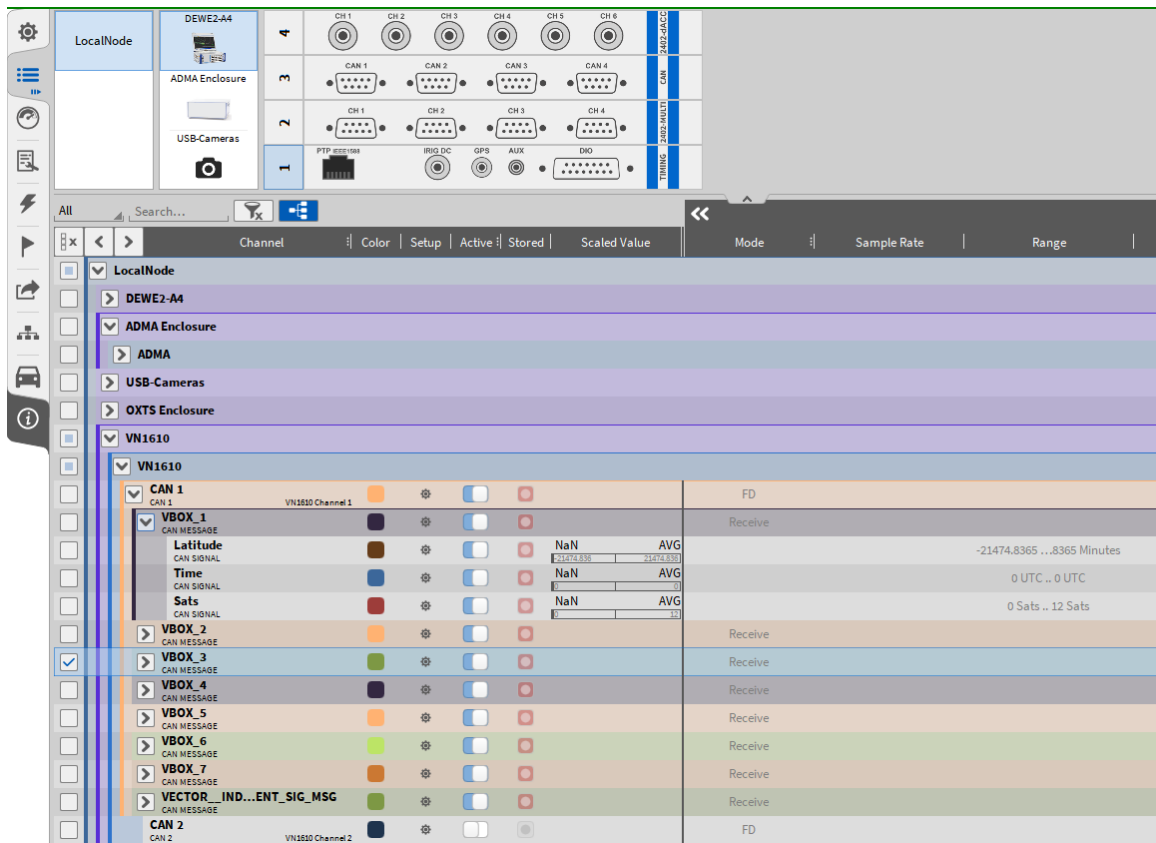 LocalNode
DEWE2-A4
ADMA Enclosure
USB-Cameras
4
CH 1 CH 2 CH 3 CH 4 CH 5 CH 6
2402-dACC
3
CAN 1 CAN 2 CAN 3 CAN 4
CAN
2
CH 1 CH 2 CH 3 CH 4
2402-MULTI
1
PTP IEEE1588 IRIG DC GPS AUX DIO
TIMING
All Search...
Channel Color Setup Active Stored Scaled Value Mode Sample Rate Range
LocalNode
DEWE2-A4
ADMA Enclosure
ADMA
USB-Cameras
OXTS Enclosure
VN1610
VN1610
CAN 1 FD
CAN 1 VN1610 Channel 1
VBOX_1 Receive
CAN MESSAGE
Latitude NaN AVG -21474.8365 ...8365 Minutes
CAN SIGNAL -21474.836 21474.836
Time NaN AVG 0 UTC .. 0 UTC
CAN SIGNAL 0 0
Sats NaN AVG 0 Sats .. 12 Sats
CAN SIGNAL 0 12
VBOX_2 Receive
CAN MESSAGE
VBOX_3 Receive
CAN MESSAGE
VBOX_4 Receive
CAN MESSAGE
VBOX_5 Receive
CAN MESSAGE
VBOX_6 Receive
CAN MESSAGE
VBOX_7 Receive
CAN MESSAGE
VECTOR__IND...ENT_SIG_MSG Receive
CAN MESSAGE
CAN 2 FD
CAN 2 VN1610 Channel 2